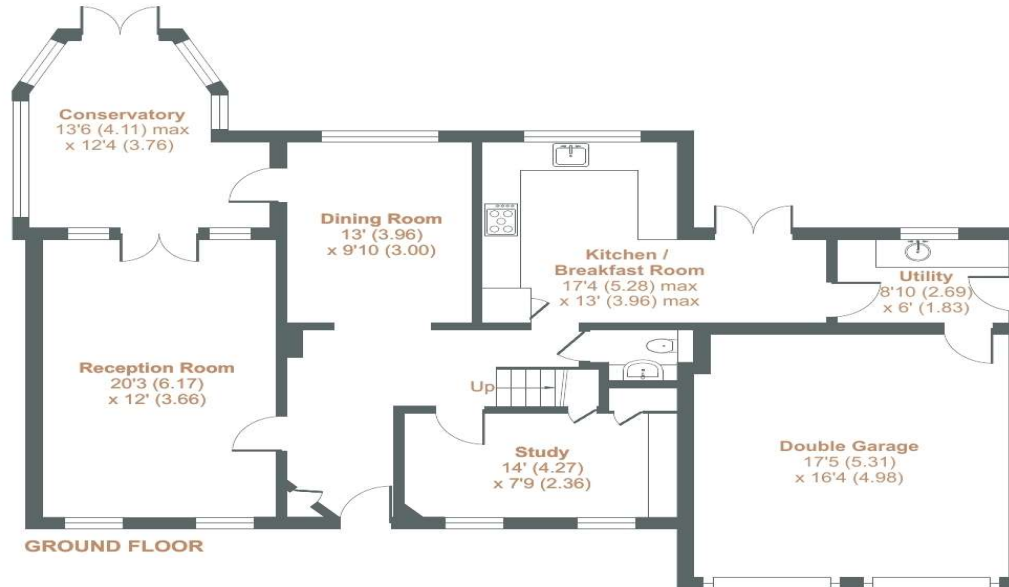 Conservatory
13'6 (4.11) max
x 12'4 (3.76)
Dining Room
13' (3.96)
x 9'10 (3.00)
Kitchen /
Breakfast Room
17'4 (5.28) max
x 13' (3.96) max
Utility
8'10 (2.69)
x 6' (1.83)
Reception Room
20'3 (6.17)
x 12' (3.66)
Up
Study
14' (4.27)
x 7'9 (2.36)
Double Garage
17'5 (5.31)
x 16'4 (4.98)
GROUND FLOOR